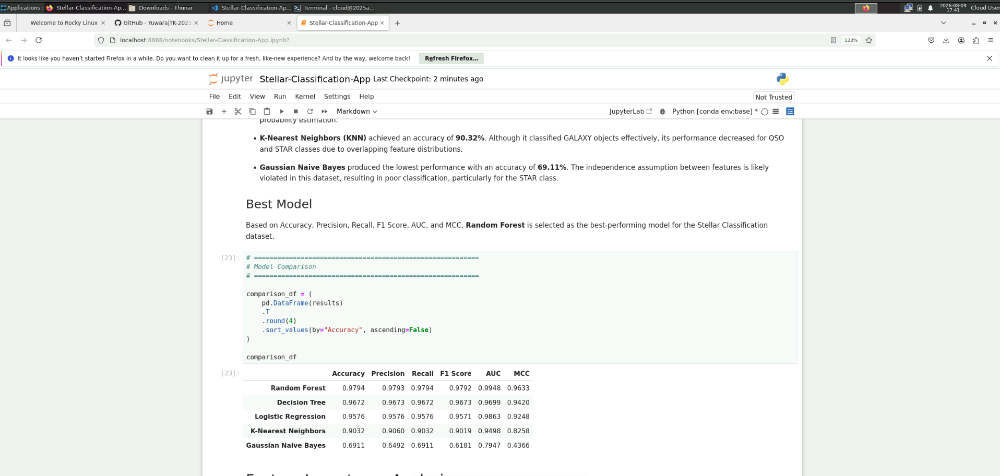 Applications
Stellar-Classification-Ap...
Downloads - Thunar
Stellar-Classification-Ap...
Terminal - cloud@2025a...
2026-08-09
17:41
Cloud User
Welcome to Rocky Linux
GitHub - YuwarajTK-2025
Home
Stellar-Classification-App
localhost:8888/notebooks/Stellar-Classification-App.ipynb?
120%
It looks like you haven’t started Firefox in a while. Do you want to clean it up for a fresh, like-new experience? And by the way, welcome back!
Refresh Firefox...
jupyter Stellar-Classification-App Last Checkpoint: 2 minutes ago
File Edit View Run Kernel Settings Help
Not Trusted
Markdown
JupyterLab
Python [conda env:base] *
probability estimation.
• K-Nearest Neighbors (KNN) achieved an accuracy of 90.32%. Although it classified GALAXY objects effectively, its performance decreased for QSO
and STAR classes due to overlapping feature distributions.
• Gaussian Naive Bayes produced the lowest performance with an accuracy of 69.11%. The independence assumption between features is likely
violated in this dataset, resulting in poor classification, particularly for the STAR class.
Best Model
Based on Accuracy, Precision, Recall, F1 Score, AUC, and MCC, Random Forest is selected as the best-performing model for the Stellar Classification
dataset.
[23]:
# ==========================================================
# Model Comparison
# ==========================================================
comparison_df = (
    pd.DataFrame(results)
    .T
    .round(4)
    .sort_values(by="Accuracy", ascending=False)
)
comparison_df
[23]:
Accuracy Precision Recall F1 Score AUC MCC
Random Forest 0.9794 0.9793 0.9794 0.9792 0.9948 0.9633
Decision Tree 0.9672 0.9673 0.9672 0.9673 0.9699 0.9420
Logistic Regression 0.9576 0.9576 0.9576 0.9571 0.9863 0.9248
K-Nearest Neighbors 0.9032 0.9060 0.9032 0.9019 0.9498 0.8258
Gaussian Naive Bayes 0.6911 0.6492 0.6911 0.6181 0.7947 0.4366